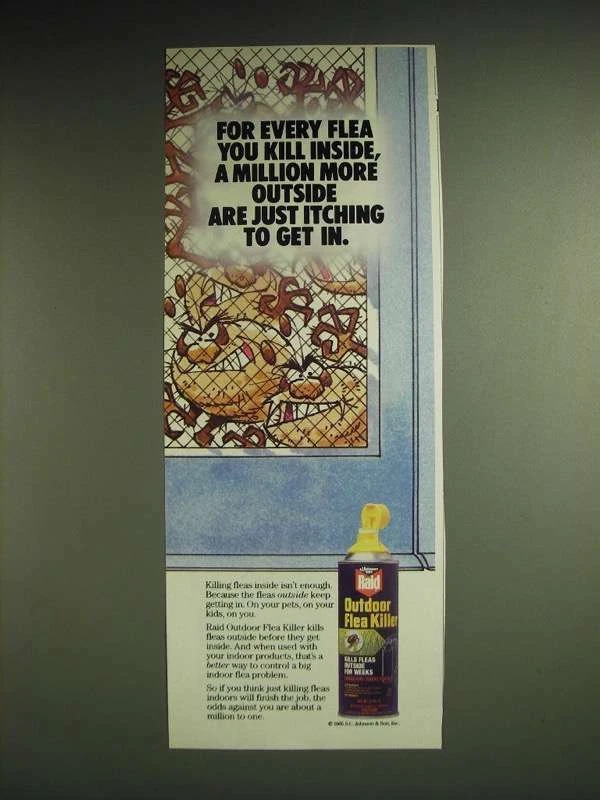 FOR EVERY FLEA
YOU KILL INSIDE,
A MILLION MORE
OUTSIDE
ARE JUST ITCHING
TO GET IN.
Killing fleas inside isn't enough.
Because the fleas outside keep
getting in. On your pets, on your
kids, on you.
Raid Outdoor Flea Killer kills
fleas outside before they get
inside. And when used with
your indoor products, that's a
better way to control a big
indoor flea problem.
So if you think just killing fleas
indoors will finish the job, the
odds against you are about a
million to one.
Raid
Outdoor
Flea Killer
KILLS FLEAS
OUTSIDE
FOR WEEKS
S.C. Johnson & Son, Inc.